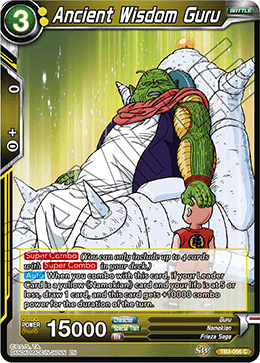 BATTLE
3 Ancient Wisdom Guru
0 + 0
Super Combo (You can only include up to 4 cards
with Super Combo in your deck.)
Auto When you combo with this card, if your Leader
Card is a yellow ⟨Namekian⟩ card and your life is at 5
or less, draw 1 card, and this card gets +10000 combo
power for the duration of the turn.
POWER 15000
Character Guru
Special Trait Namekian
Era Frieza Saga
TB3-056 C